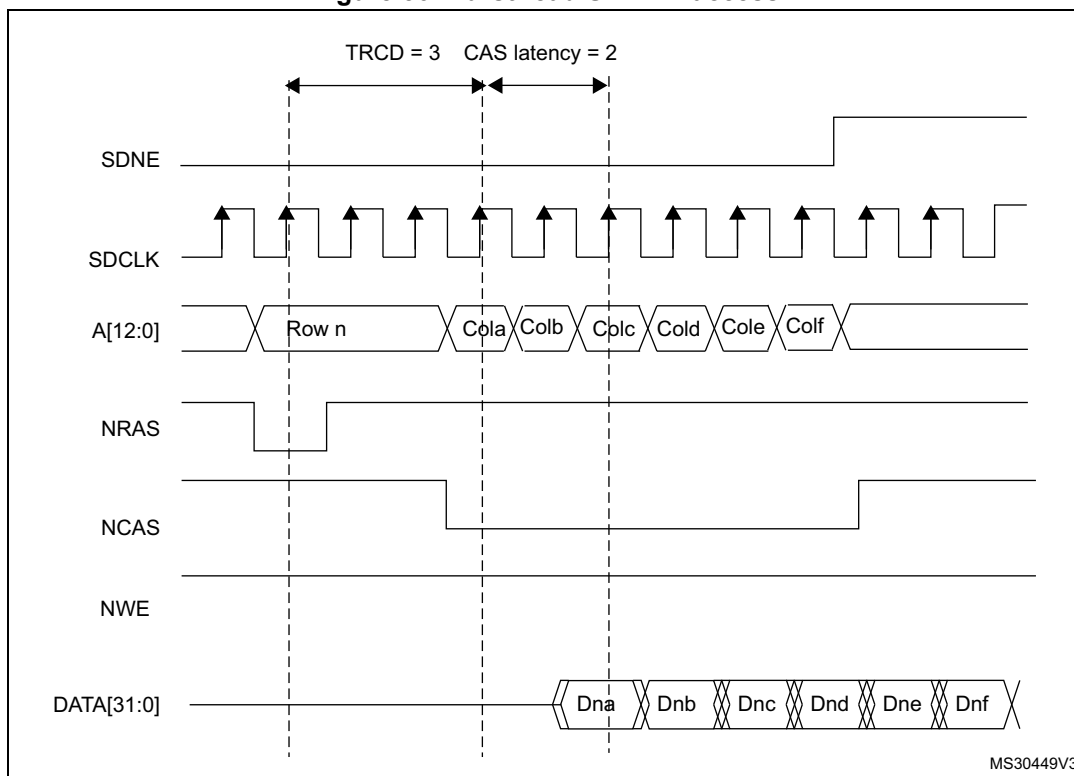 TRCD = 3 CAS latency = 2
SDNE
SDCLK
A[12:0] Row n Cola Colb Colc Cold Cole Colf
NRAS
NCAS
NWE
DATA[31:0] Dna Dnb Dnc Dnd Dne Dnf
MS30449V3